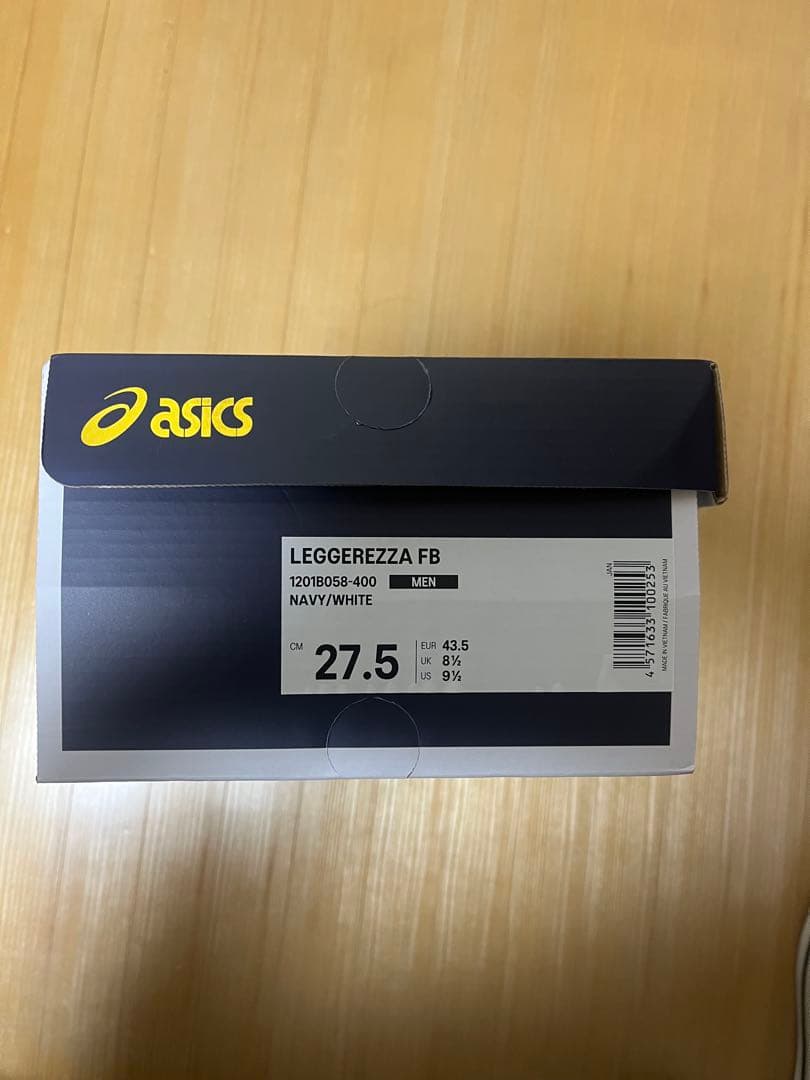 asics
LEGGEREZZA FB
1201B058-400 MEN
NAVY/WHITE
CM 27.5
EUR 43.5
UK 8½
US 9½
JAN
4 571633 100253
MADE IN VIETNAM / FABRIQUE AU VIETNAM